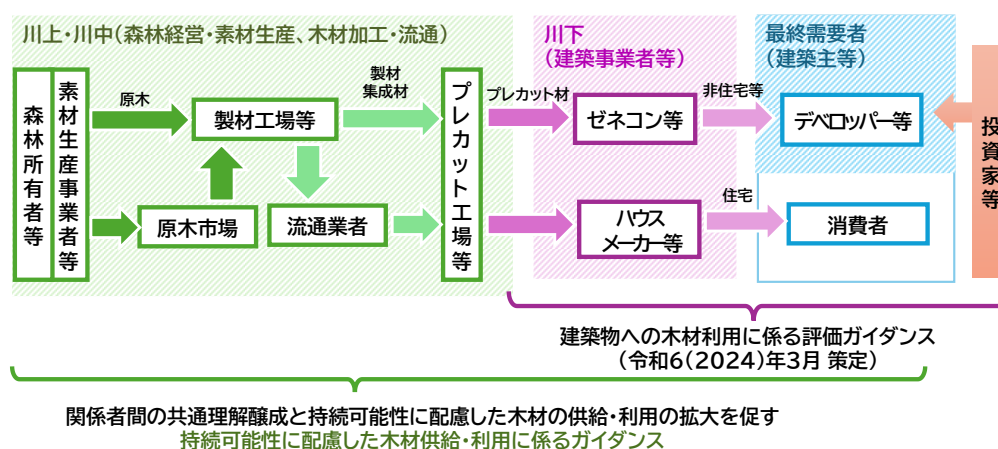 川上・川中(森林経営・素材生産、木材加工・流通)
川下
(建築事業者等)
最終需要者
(建築主等)
森林所有者等
素材生産事業者等
原木
製材工場等
製材
集成材
プレカット工場等
プレカット材
ゼネコン等
非住宅等
デベロッパー等
投資家等
原木市場
流通業者
ハウス
メーカー等
住宅
消費者
建築物への木材利用に係る評価ガイダンス
(令和6(2024)年3月 策定)
関係者間の共通理解醸成と持続可能性に配慮した木材の供給・利用の拡大を促す
持続可能性に配慮した木材供給・利用に係るガイダンス